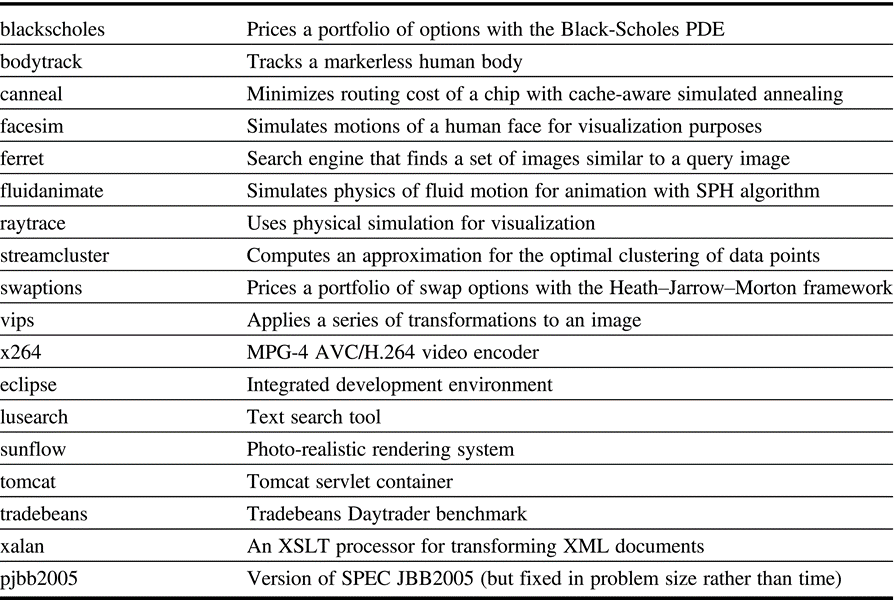 blackscholes Prices a portfolio of options with the Black-Scholes PDE
bodytrack Tracks a markerless human body
canneal Minimizes routing cost of a chip with cache-aware simulated annealing
facesim Simulates motions of a human face for visualization purposes
ferret Search engine that finds a set of images similar to a query image
fluidanimate Simulates physics of fluid motion for animation with SPH algorithm
raytrace Uses physical simulation for visualization
streamcluster Computes an approximation for the optimal clustering of data points
swaptions Prices a portfolio of swap options with the Heath–Jarrow–Morton framework
vips Applies a series of transformations to an image
x264 MPG-4 AVC/H.264 video encoder
eclipse Integrated development environment
lusearch Text search tool
sunflow Photo-realistic rendering system
tomcat Tomcat servlet container
tradebeans Tradebeans Daytrader benchmark
xalan An XSLT processor for transforming XML documents
pjbb2005 Version of SPEC JBB2005 (but fixed in problem size rather than time)